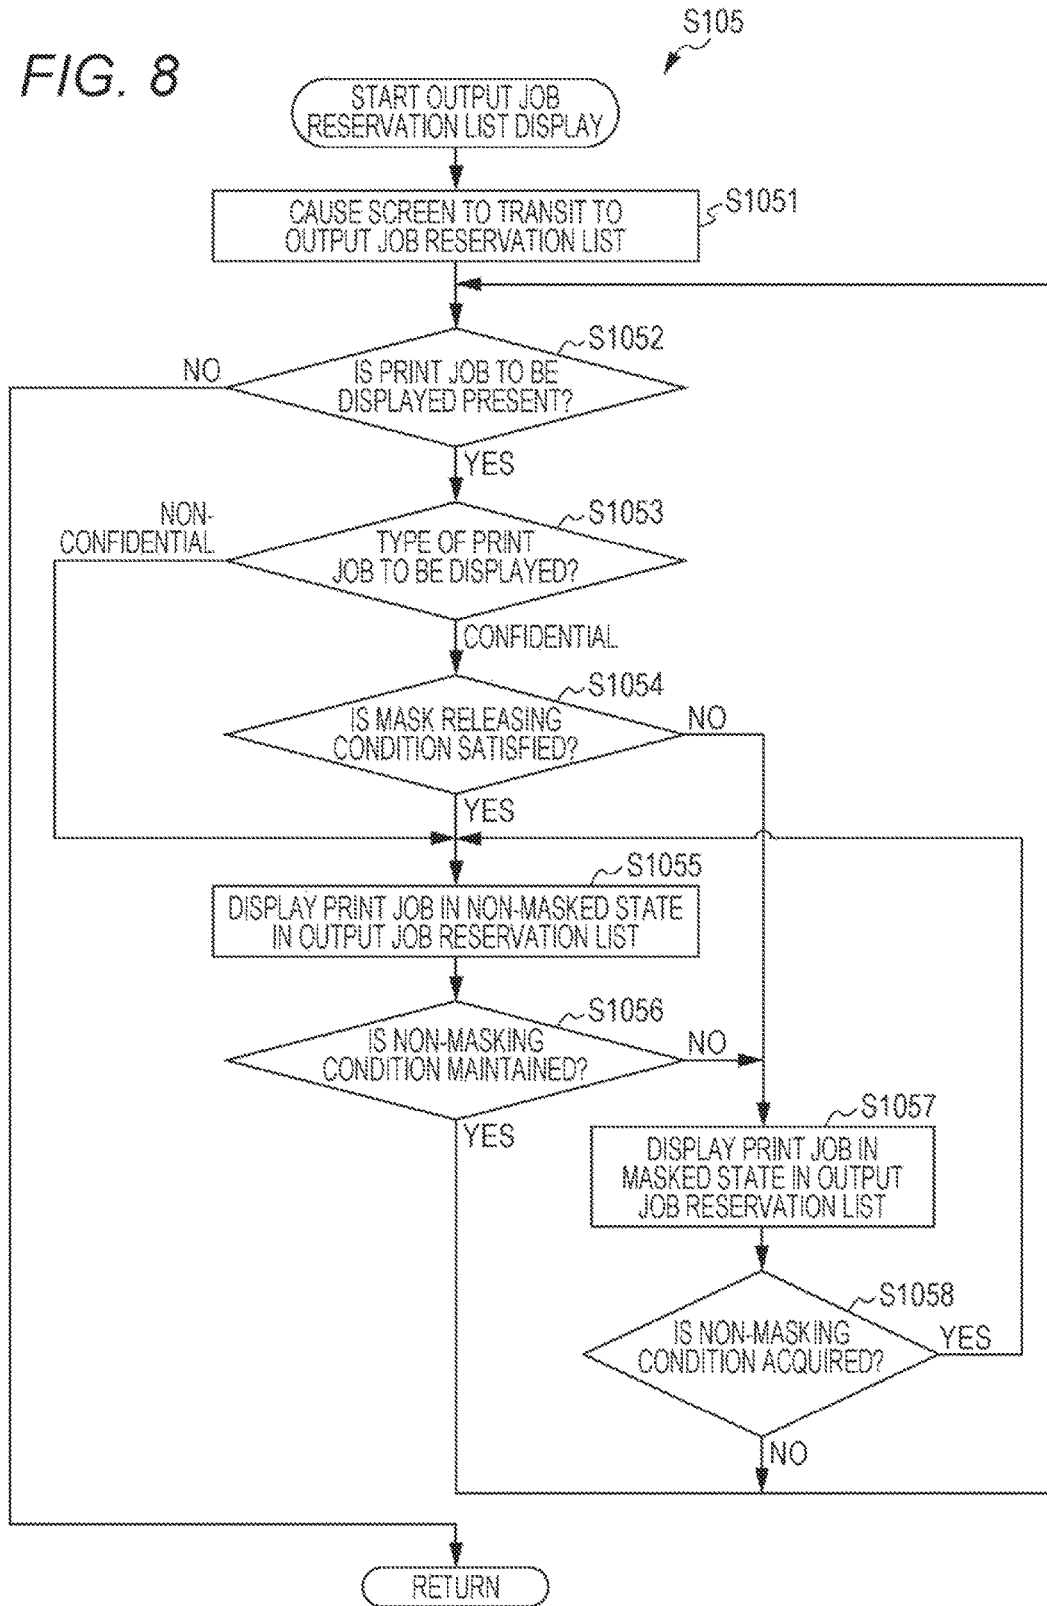 S105
FIG. 8
START OUTPUT JOB
RESERVATION LIST DISPLAY
S1051
CAUSE SCREEN TO TRANSIT TO
OUTPUT JOB RESERVATION LIST
S1052
NO
IS PRINT JOB TO BE
DISPLAYED PRESENT?
YES
S1053
NON-
CONFIDENTIAL
TYPE OF PRINT
JOB TO BE DISPLAYED?
CONFIDENTIAL
S1054
IS MASK RELEASING
CONDITION SATISFIED?
NO
YES
S1055
DISPLAY PRINT JOB IN NON-MASKED STATE
IN OUTPUT JOB RESERVATION LIST
S1056
IS NON-MASKING
CONDITION MAINTAINED?
NO
YES
S1057
DISPLAY PRINT JOB IN
MASKED STATE IN OUTPUT
JOB RESERVATION LIST
S1058
IS NON-MASKING
CONDITION ACQUIRED?
YES
NO
RETURN